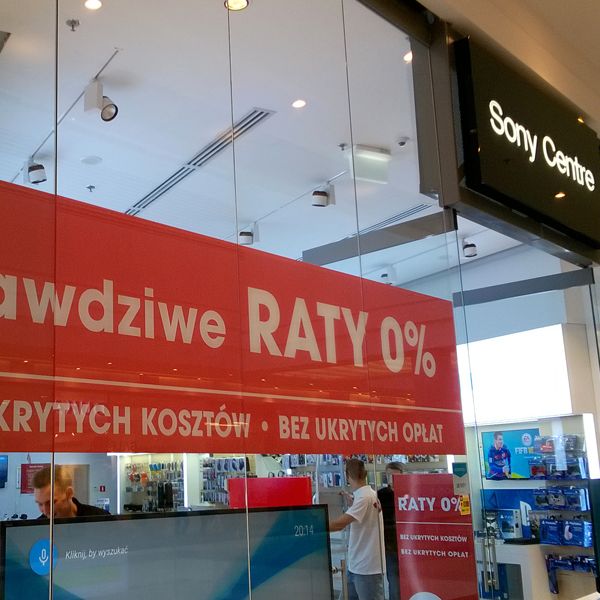 Sony Centre
awdziwe RATY 0%
KRYTYCH KOSZTÓW • BEZ UKRYTYCH OPŁAT
FIFA
RATY 0%
BEZ UKRYTYCH KOSZTÓW
BEZ UKRYTYCH OPŁAT
20:14
Kliknij, by wyszukać